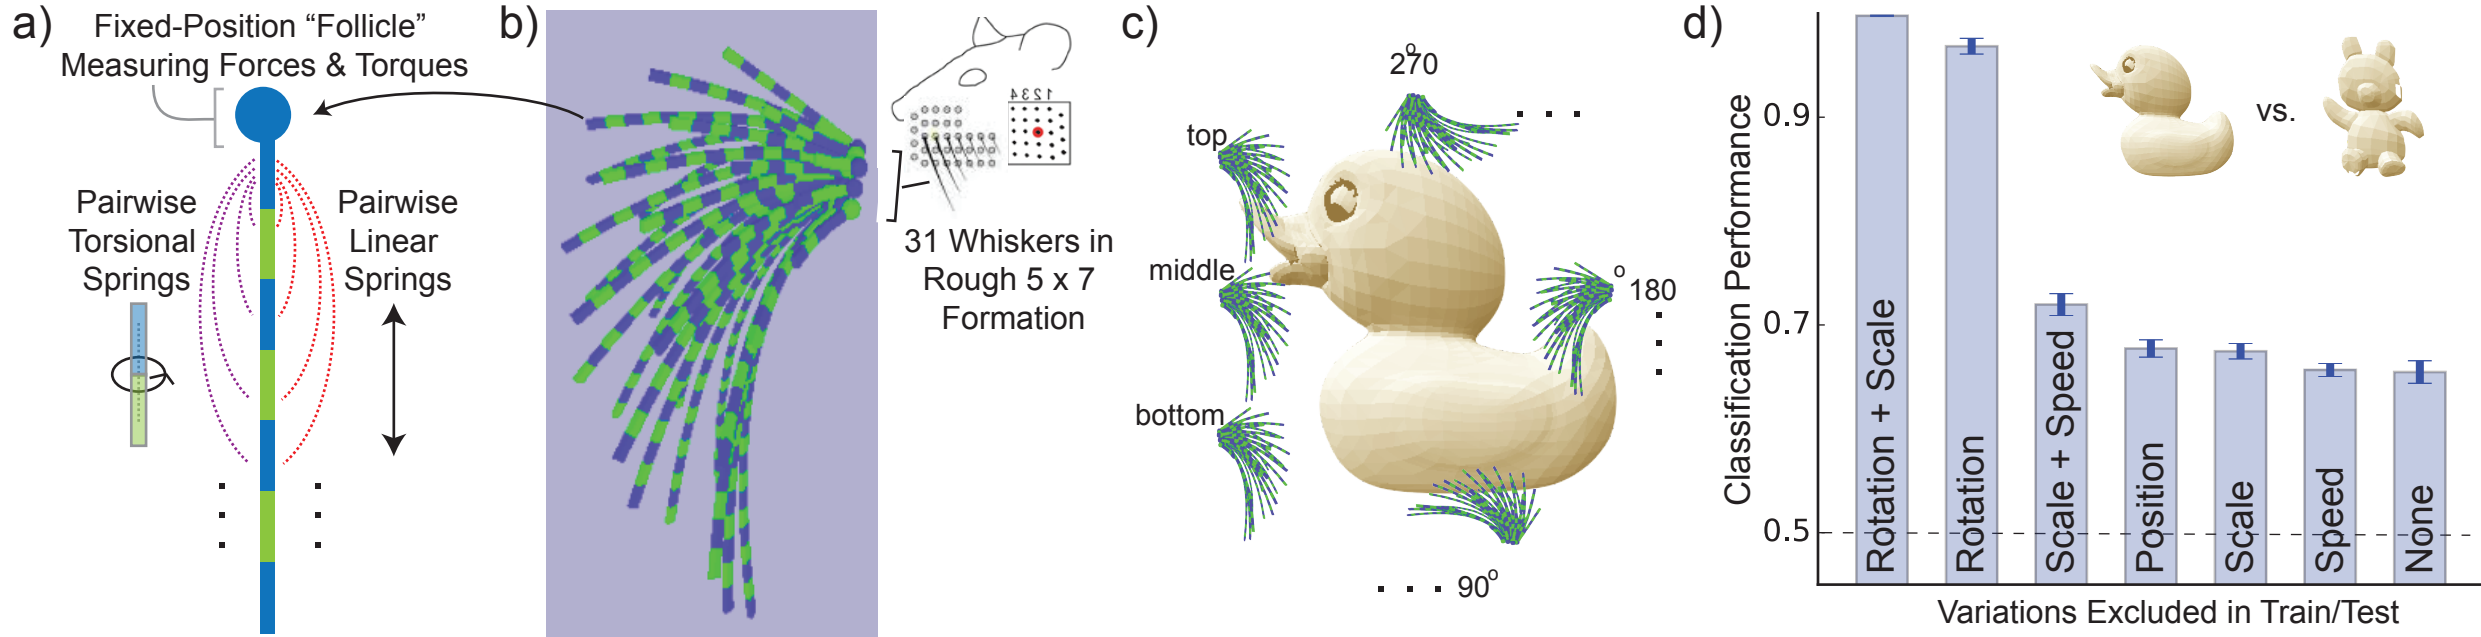 a)
Fixed-Position “Follicle”
Measuring Forces & Torques
Pairwise
Torsional
Springs
Pairwise
Linear
Springs
b)
1234
31 Whiskers in
Rough 5 x 7
Formation
c)
270°
top
middle
bottom
180°
90°
d)
Classification Performance
0.9
0.7
0.5
vs.
Rotation + Scale
Rotation
Scale + Speed
Position
Scale
Speed
None
Variations Excluded in Train/Test